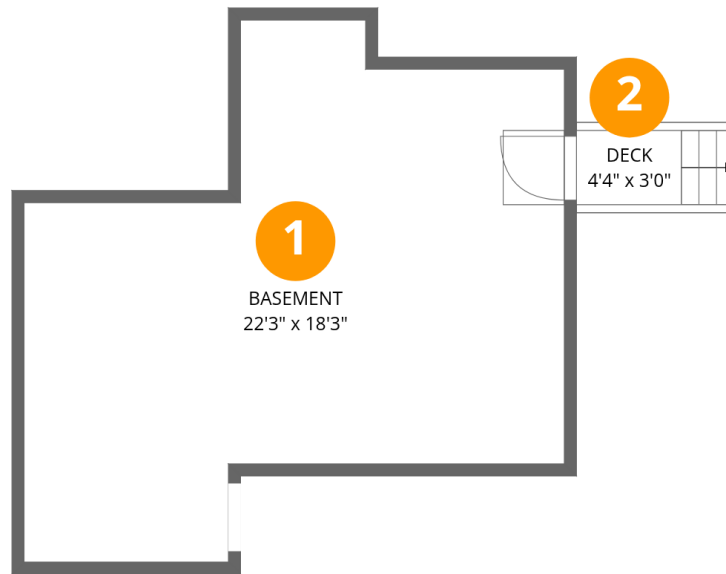 2
DECK
4'4" x 3'0"
1
BASEMENT
22'3" x 18'3"